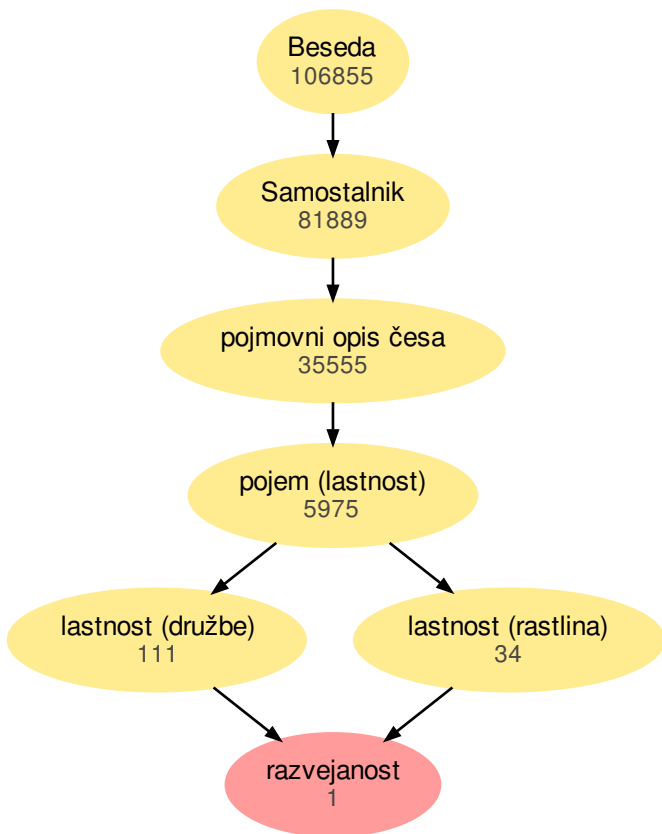 Beseda
106855
Samostalnik
81889
pojmovni opis česa
35555
pojem (lastnost)
5975
lastnost (družbe)
111
lastnost (rastlina)
34
razvejanost
1